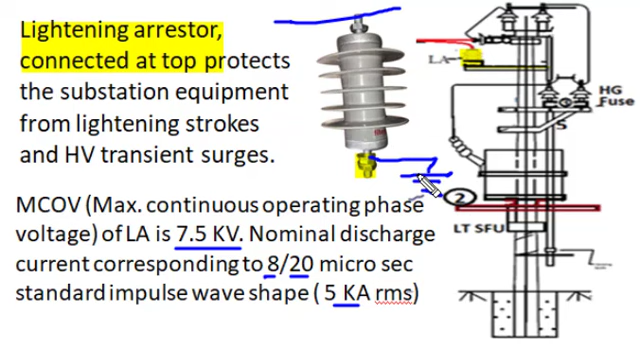 Lightening arrestor,
connected at top protects
the substation equipment
from lightening strokes
and HV transient surges.
MCOV (Max. continuous operating phase
voltage) of LA is 7.5 KV. Nominal discharge
current corresponding to 8/20 micro sec
standard impulse wave shape ( 5 KA rms)
LA
HG
Fuse
2
LT SFU